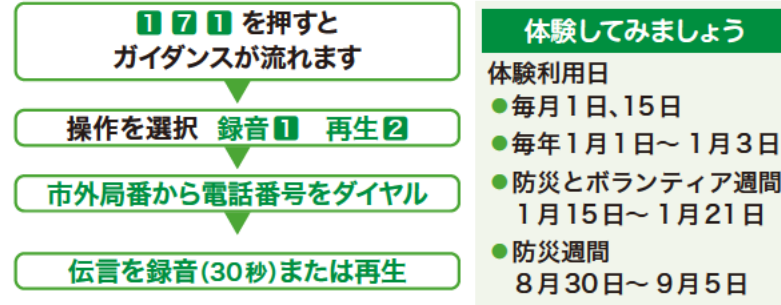 1 7 1 を押すと
ガイダンスが流れます
操作を選択 録音1 再生2
市外局番から電話番号をダイヤル
伝言を録音(30秒)または再生
体験してみましょう
体験利用日
●毎月1日、15日
●毎年1月1日～1月3日
●防災とボランティア週間
1月15日～1月21日
●防災週間
8月30日～9月5日